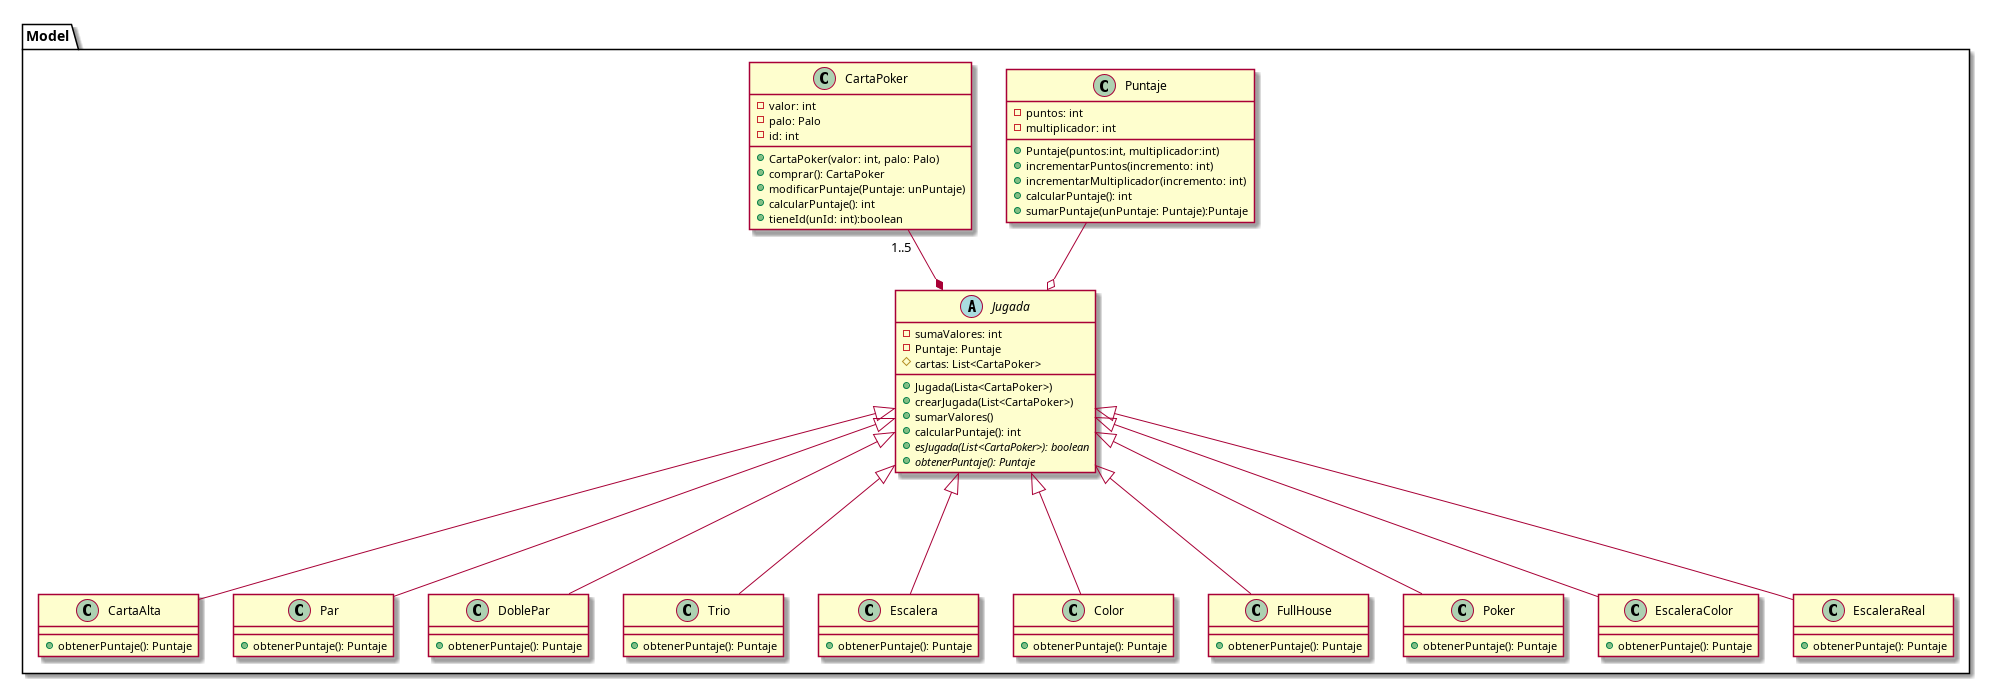 Model
CartaPoker
valor: int
palo: Palo
id: int
CartaPoker(valor: int, palo: Palo)
comprar(): CartaPoker
modificarPuntaje(Puntaje: unPuntaje)
calcularPuntaje(): int
tieneId(unId: int):boolean
Puntaje
puntos: int
multiplicador: int
Puntaje(puntos:int, multiplicador:int)
incrementarPuntos(incremento: int)
incrementarMultiplicador(incremento: int)
calcularPuntaje(): int
sumarPuntaje(unPuntaje: Puntaje):Puntaje
1..5
Jugada
sumaValores: int
Puntaje: Puntaje
cartas: List<CartaPoker>
Jugada(Lista<CartaPoker>)
crearJugada(List<CartaPoker>)
sumarValores()
calcularPuntaje(): int
esJugada(List<CartaPoker>): boolean
obtenerPuntaje(): Puntaje
CartaAlta
obtenerPuntaje(): Puntaje
Par
obtenerPuntaje(): Puntaje
DoblePar
obtenerPuntaje(): Puntaje
Trio
obtenerPuntaje(): Puntaje
Escalera
obtenerPuntaje(): Puntaje
Color
obtenerPuntaje(): Puntaje
FullHouse
obtenerPuntaje(): Puntaje
Poker
obtenerPuntaje(): Puntaje
EscaleraColor
obtenerPuntaje(): Puntaje
EscaleraReal
obtenerPuntaje(): Puntaje